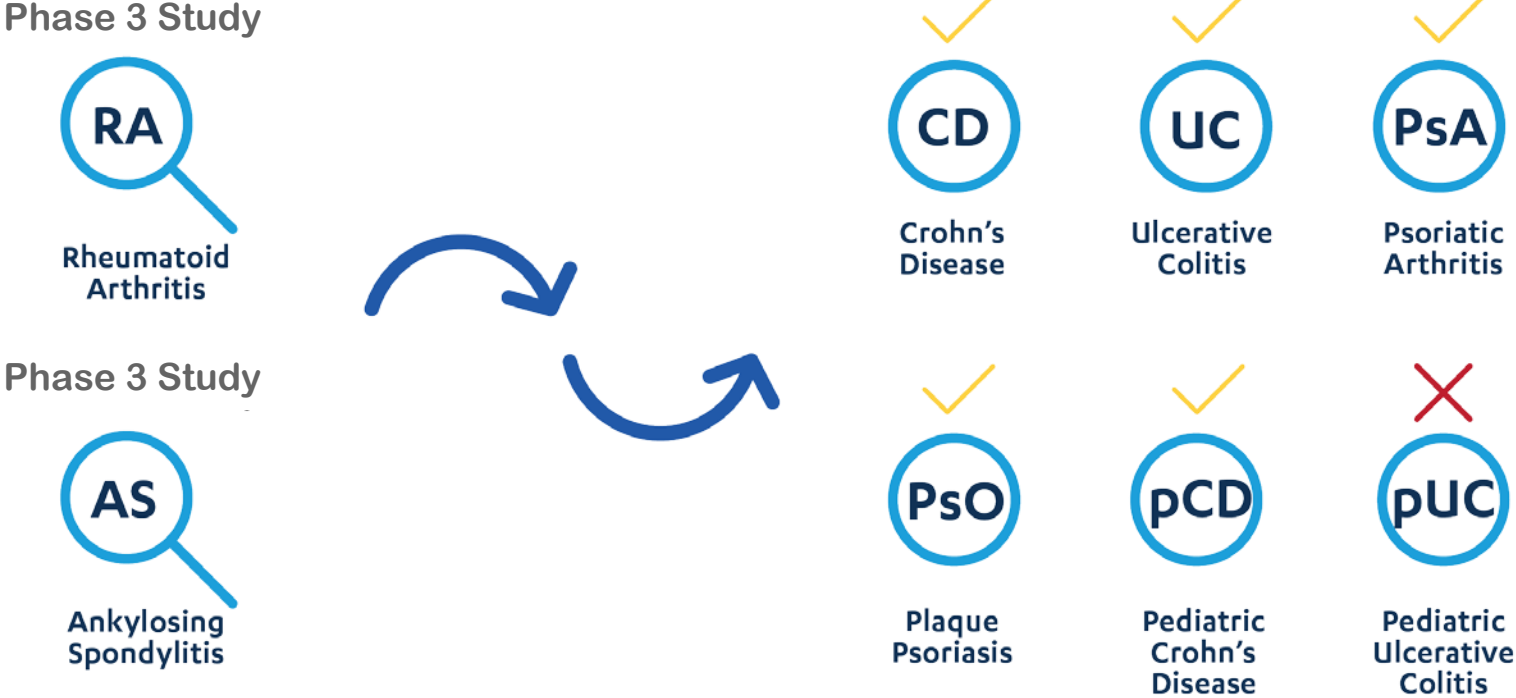 Phase 3 Study
RA
Rheumatoid
Arthritis
Phase 3 Study
AS
Ankylosing
Spondylitis
CD
Crohn's
Disease
UC
Ulcerative
Colitis
PsA
Psoriatic
Arthritis
PsO
Plaque
Psoriasis
pCD
Pediatric
Crohn's
Disease
pUC
Pediatric
Ulcerative
Colitis